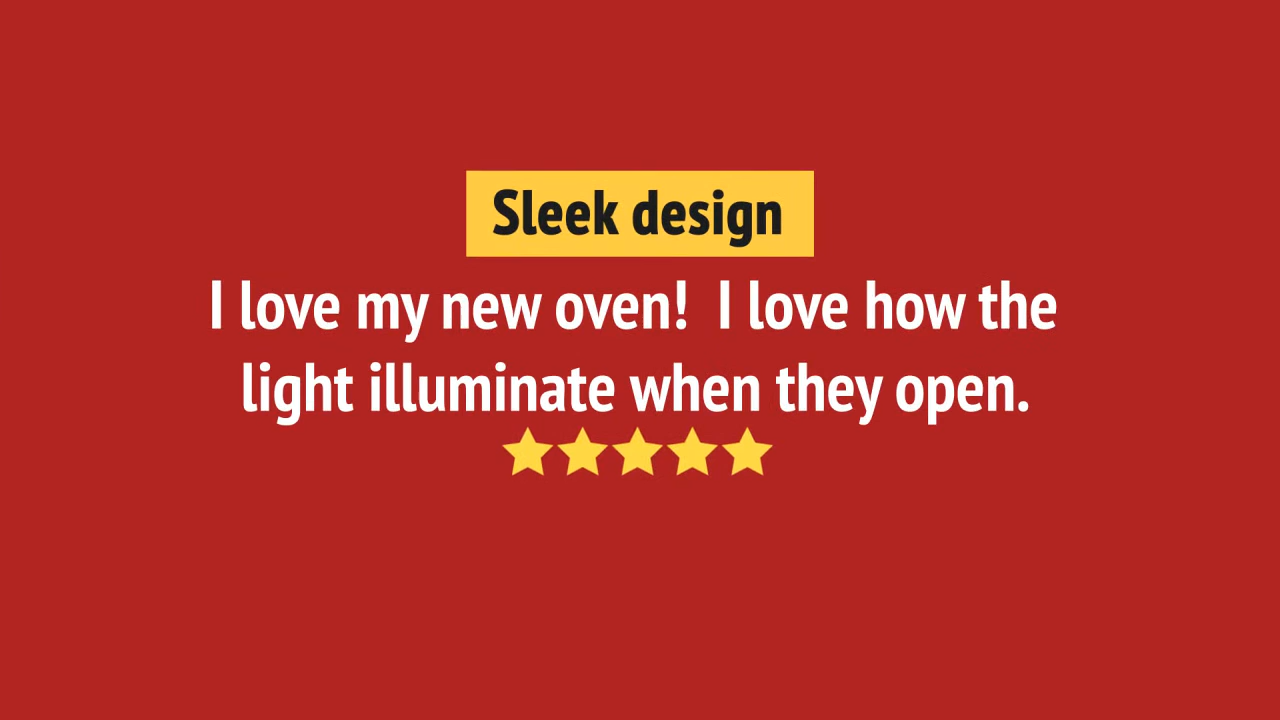 Sleek design
I love my new oven!  I love how the
light illuminate when they open.